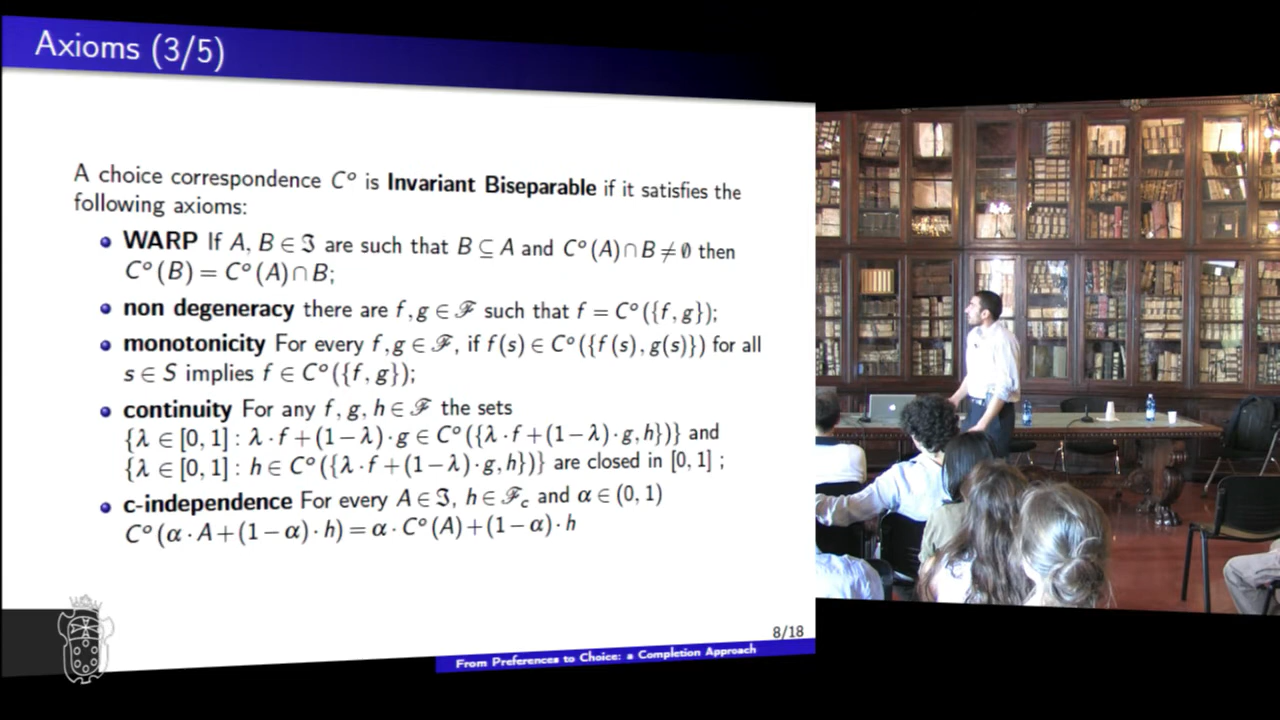 Axioms (3/5)
A choice correspondence C° is Invariant Biseparable if it satisfies the
following axioms:
• WARP If A, B ∈ ℑ are such that B ⊆ A and C°(A)∩B ≠ ∅ then
C°(B) = C°(A)∩B;
• non degeneracy there are f,g ∈ ℱ such that f = C°({f,g});
• monotonicity For every f,g ∈ ℱ, if f(s) ∈ C°({f(s),g(s)}) for all
s ∈ S implies f ∈ C°({f,g});
• continuity For any f, g, h ∈ ℱ the sets
{λ ∈ [0,1] : λ·f+(1−λ)·g ∈ C°({λ·f+(1−λ)·g,h})} and
{λ ∈ [0,1] : h ∈ C°({λ·f+(1−λ)·g,h})} are closed in [0,1] ;
• c-independence For every A ∈ ℑ, h ∈ ℱc and α ∈ (0,1)
C°(α·A+(1−α)·h) = α·C°(A)+(1−α)·h
8/18
From Preferences to Choice: a Completion Approach